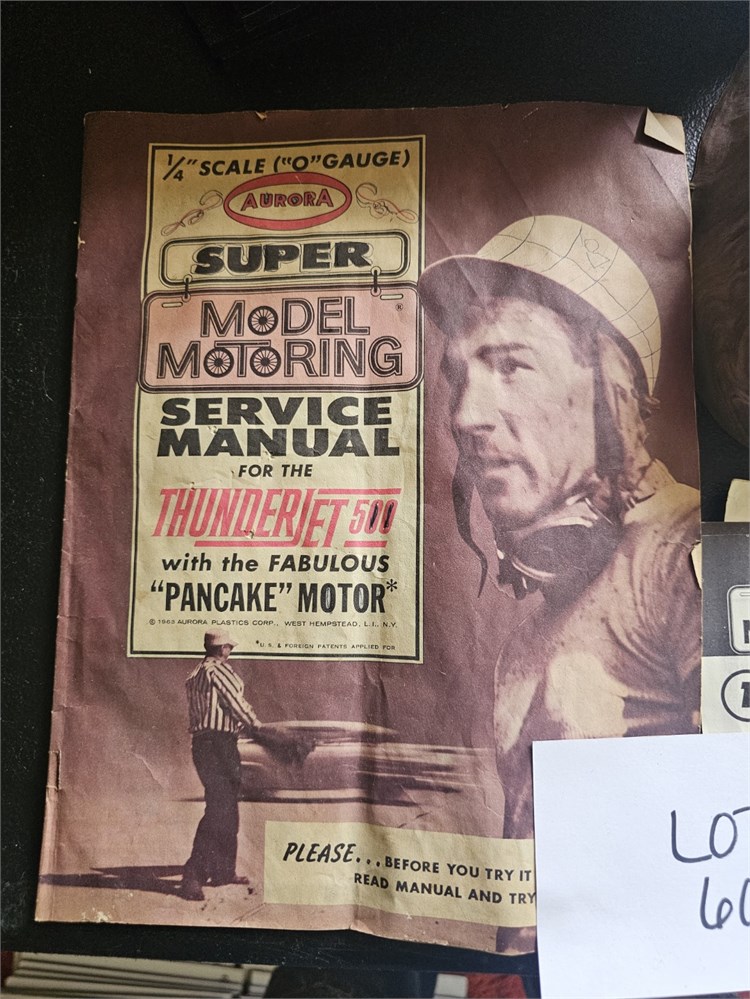 1/4" SCALE ("O" GAUGE)
AURORA
SUPER
MODEL ®
MOTORING
SERVICE
MANUAL
FOR THE
THUNDERJET 500
with the FABULOUS
"PANCAKE" MOTOR*
© 1963 AURORA PLASTICS CORP., WEST HEMPSTEAD, L.I., N.Y.
*U.S. & FOREIGN PATENTS APPLIED FOR
PLEASE... BEFORE YOU TRY IT
READ MANUAL AND TRY
LO